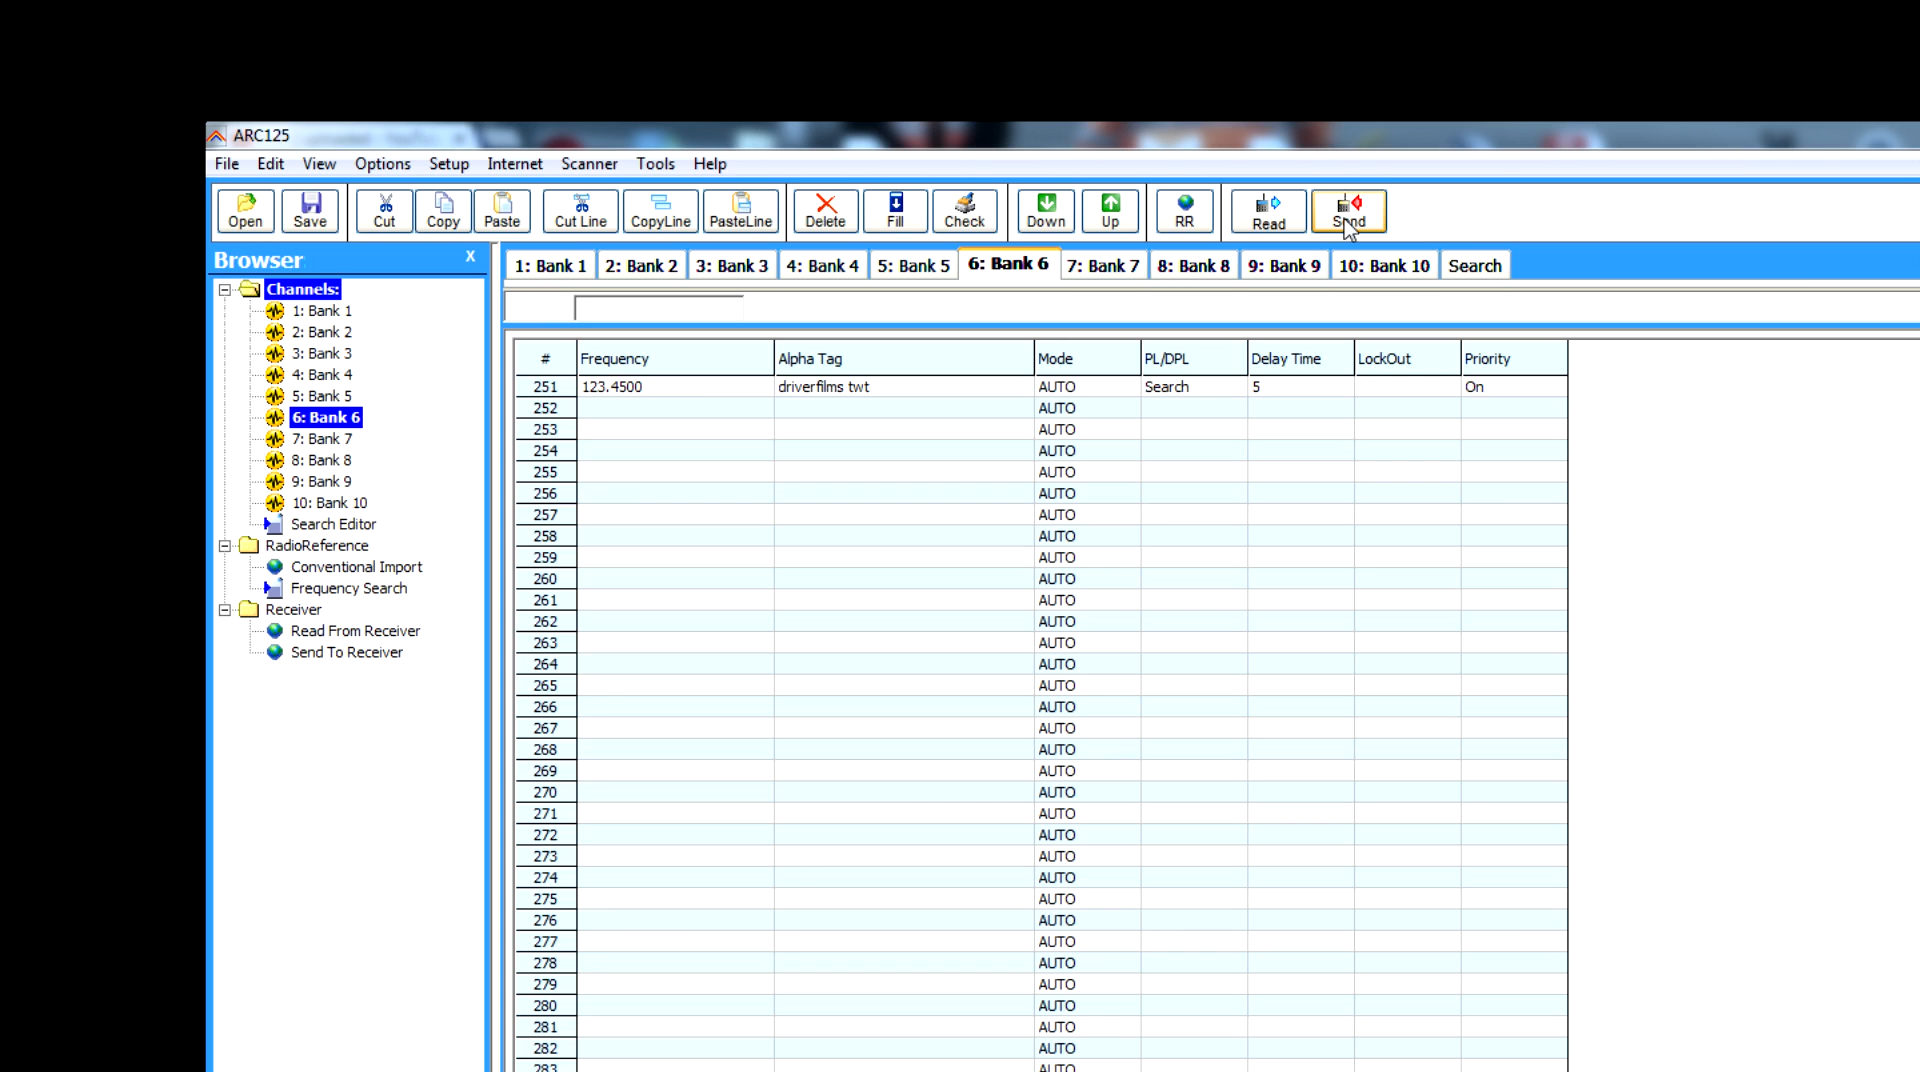 ARC125
File Edit View Options Setup Internet Scanner Tools Help
Open Save Cut Copy Paste Cut Line CopyLine PasteLine Delete Fill Check Down Up RR Read Send
Browser X
1: Bank 1 2: Bank 2 3: Bank 3 4: Bank 4 5: Bank 5 6: Bank 6 7: Bank 7 8: Bank 8 9: Bank 9 10: Bank 10 Search
Channels:
1: Bank 1
2: Bank 2
3: Bank 3
4: Bank 4
5: Bank 5
6: Bank 6
7: Bank 7
8: Bank 8
9: Bank 9
10: Bank 10
Search Editor
RadioReference
Conventional Import
Frequency Search
Receiver
Read From Receiver
Send To Receiver
# Frequency Alpha Tag Mode PL/DPL Delay Time LockOut Priority
251 123.4500 driverfilms twt AUTO Search 5 On
252 AUTO
253 AUTO
254 AUTO
255 AUTO
256 AUTO
257 AUTO
258 AUTO
259 AUTO
260 AUTO
261 AUTO
262 AUTO
263 AUTO
264 AUTO
265 AUTO
266 AUTO
267 AUTO
268 AUTO
269 AUTO
270 AUTO
271 AUTO
272 AUTO
273 AUTO
274 AUTO
275 AUTO
276 AUTO
277 AUTO
278 AUTO
279 AUTO
280 AUTO
281 AUTO
282 AUTO
283 AUTO